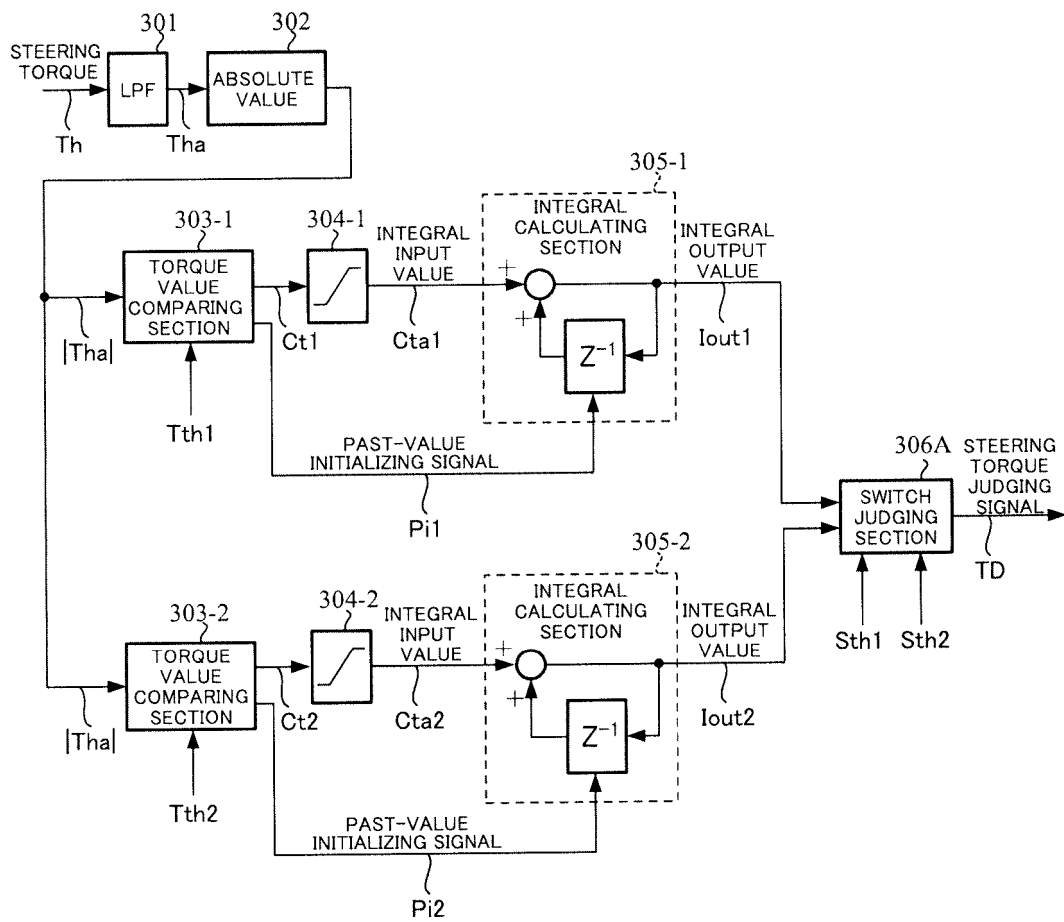 301
302
STEERING
TORQUE
LPF
ABSOLUTE
VALUE
Th
Tha
305-1
303-1
304-1
INTEGRAL
INPUT
VALUE
INTEGRAL
CALCULATING
SECTION
INTEGRAL
OUTPUT
VALUE
TORQUE
VALUE
COMPARING
SECTION
+
+
|Tha|
Ct1
Cta1
Z⁻¹
Iout1
Tth1
PAST-VALUE
INITIALIZING SIGNAL
Pi1
306A
STEERING
TORQUE
JUDGING
SIGNAL
SWITCH
JUDGING
SECTION
TD
Sth1
Sth2
305-2
303-2
304-2
INTEGRAL
INPUT
VALUE
INTEGRAL
CALCULATING
SECTION
INTEGRAL
OUTPUT
VALUE
TORQUE
VALUE
COMPARING
SECTION
+
+
|Tha|
Ct2
Cta2
Z⁻¹
Iout2
Tth2
PAST-VALUE
INITIALIZING SIGNAL
Pi2